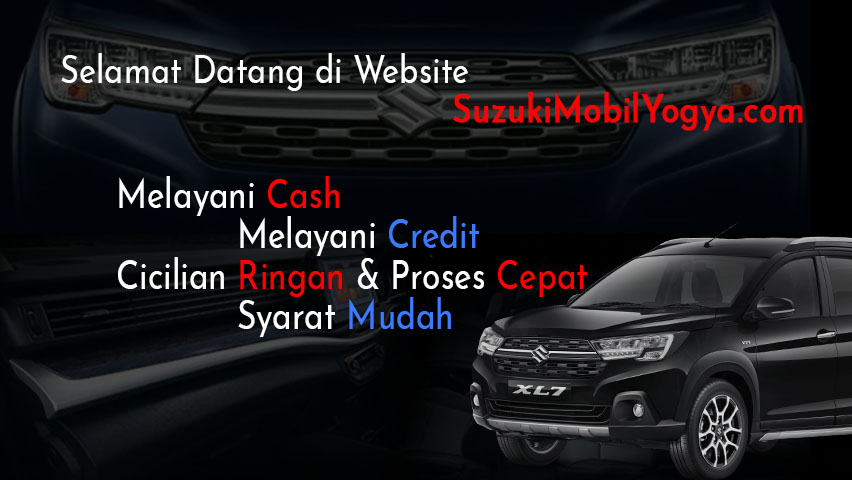 Selamat Datang di Website
SuzukiMobilYogya.com
Melayani Cash
Melayani Credit
Cicilian Ringan & Proses Cepat
Syarat Mudah
XL7